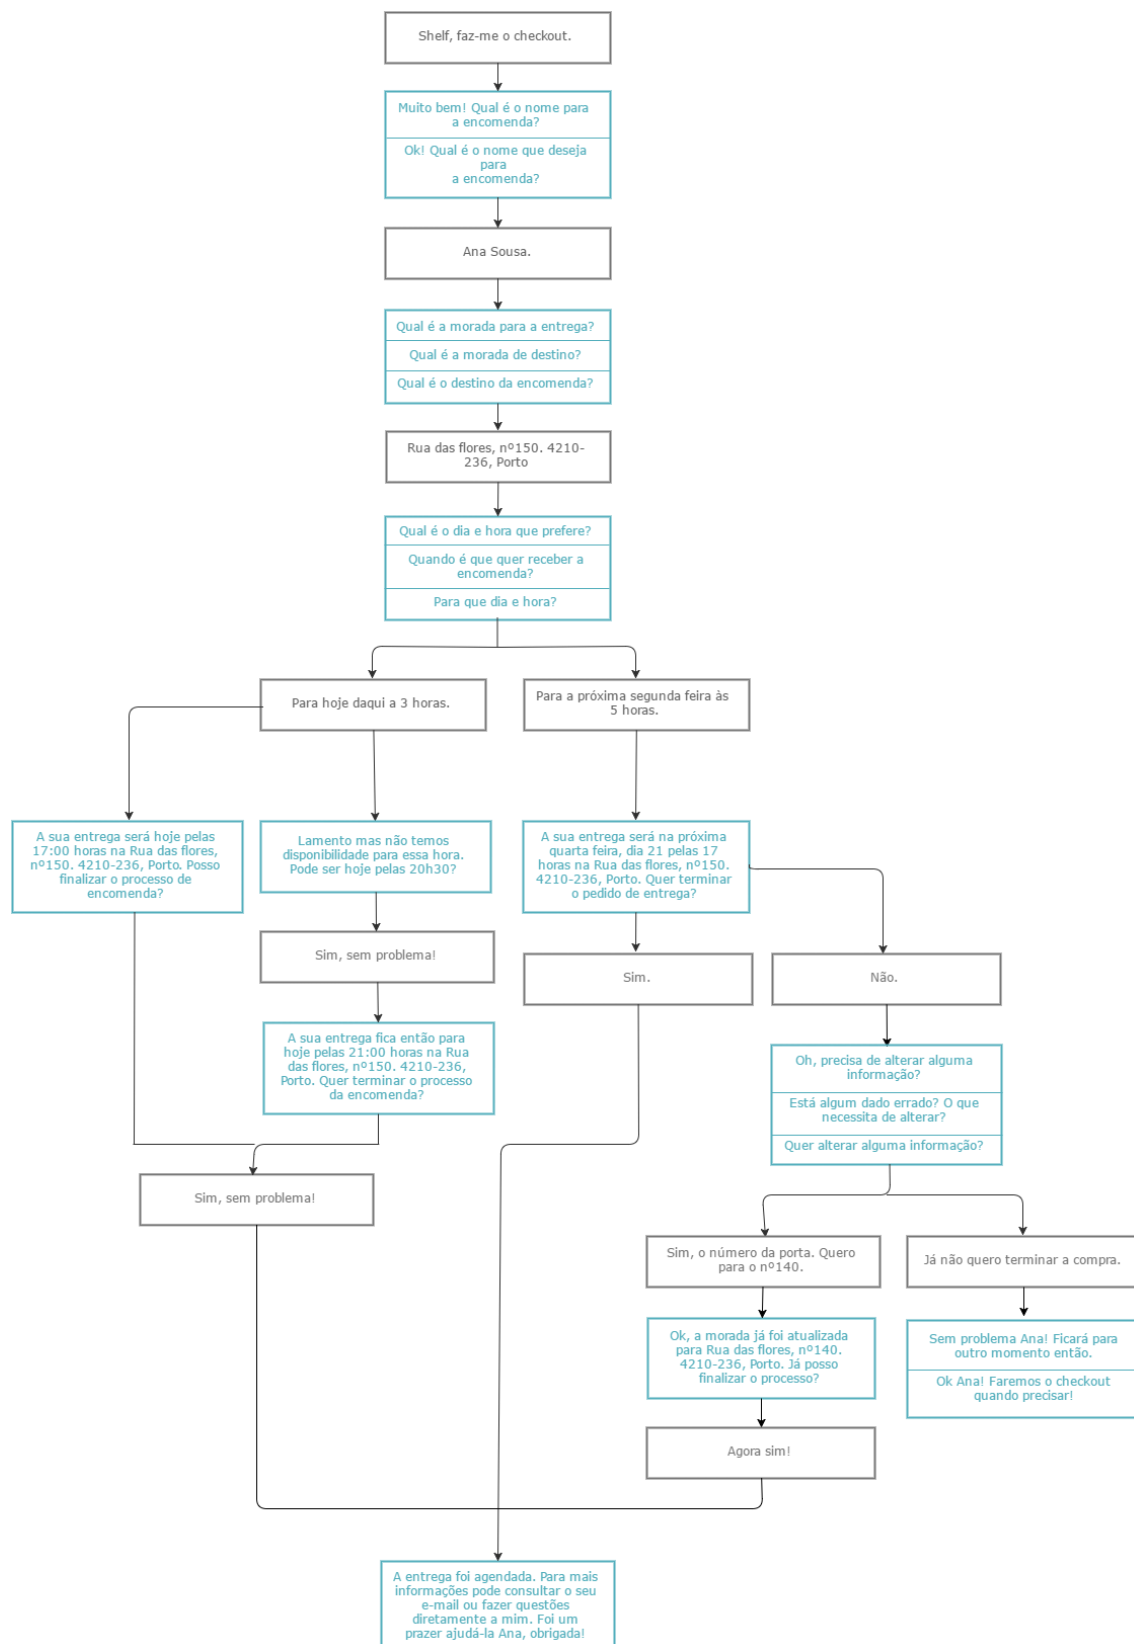 Shelf, faz-me o checkout.
Muito bem! Qual é o nome para
a encomenda?
Ok! Qual é o nome que deseja
para
a encomenda?
Ana Sousa.
Qual é a morada para a entrega?
Qual é a morada de destino?
Qual é o destino da encomenda?
Rua das flores, nº150. 4210-
236, Porto
Qual é o dia e hora que prefere?
Quando é que quer receber a
encomenda?
Para que dia e hora?
Para hoje daqui a 3 horas.
Para a próxima segunda feira às
5 horas.
A sua entrega será hoje pelas
17:00 horas na Rua das flores,
nº150. 4210-236, Porto. Posso
finalizar o processo de
encomenda?
Lamento mas não temos
disponibilidade para essa hora.
Pode ser hoje pelas 20h30?
A sua entrega será na próxima
quarta feira, dia 21 pelas 17
horas na Rua das flores, nº150.
4210-236, Porto. Quer terminar
o pedido de entrega?
Sim, sem problema!
Sim.
Não.
A sua entrega fica então para
hoje pelas 21:00 horas na Rua
das flores, nº150. 4210-236,
Porto. Quer terminar o processo
da encomenda?
Oh, precisa de alterar alguma
informação?
Está algum dado errado? O que
necessita de alterar?
Quer alterar alguma informação?
Sim, sem problema!
Sim, o número da porta. Quero
para o nº140.
Já não quero terminar a compra.
Ok, a morada já foi atualizada
para Rua das flores, nº140.
4210-236, Porto. Já posso
finalizar o processo?
Sem problema Ana! Ficará para
outro momento então.
Ok Ana! Faremos o checkout
quando precisar!
Agora sim!
A entrega foi agendada. Para mais
informações pode consultar o seu
e-mail ou fazer questões
diretamente a mim. Foi um
prazer ajudá-la Ana, obrigada!